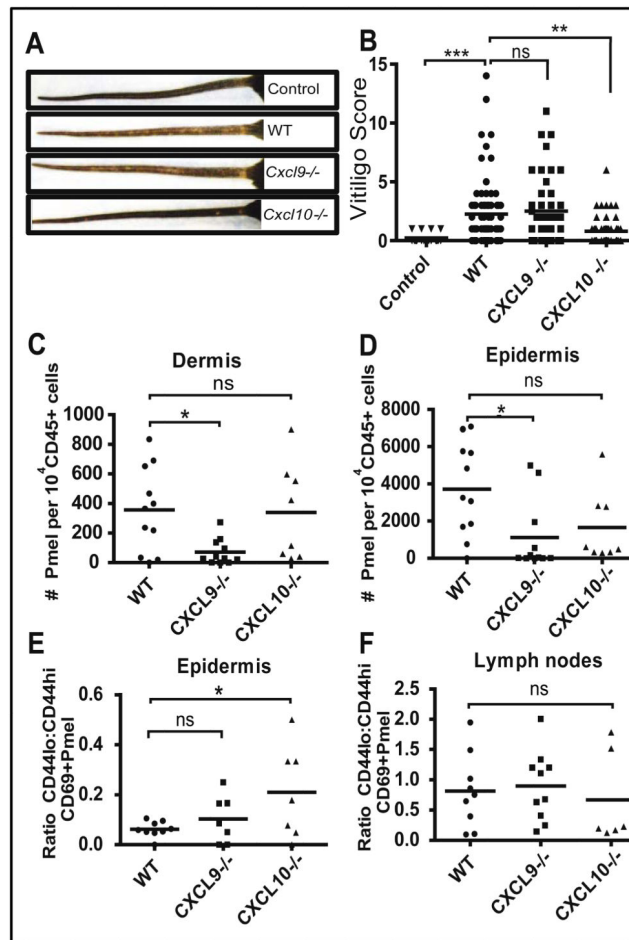 A
Control
WT
Cxcl9-/-
Cxcl10-/-
B
***
ns
**
Vitiligo Score
15
10
5
0
Control
WT
CXCL9 -/-
CXCL10 -/-
C
Dermis
ns
*
# Pmel per 10⁴CD45+ cells
1000
800
600
400
200
0
WT
CXCL9-/-
CXCL10-/-
D
Epidermis
ns
*
# Pmel per 10⁴CD45+ cells
8000
6000
4000
2000
0
WT
CXCL9-/-
CXCL10-/-
E
Epidermis
*
ns
Ratio CD44lo:CD44hi
CD69+Pmel
0.6
0.4
0.2
0.0
WT
CXCL9-/-
CXCL10-/-
F
Lymph nodes
ns
Ratio CD44lo:CD44hi
CD69+Pmel
2.5
2.0
1.5
1.0
0.5
0.0
WT
CXCL9-/-
CXCL10-/-